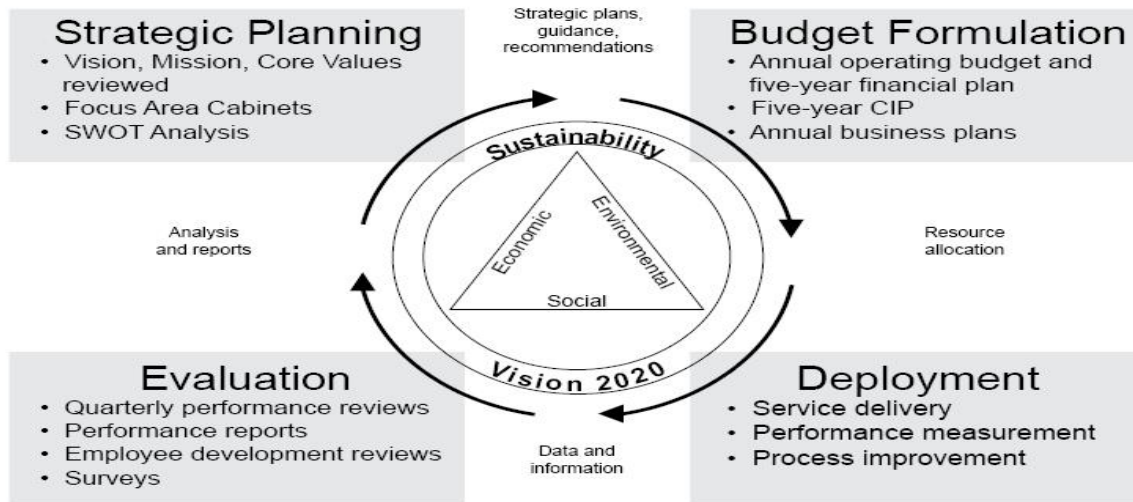 Strategic Planning
• Vision, Mission, Core Values
reviewed
• Focus Area Cabinets
• SWOT Analysis
Strategic plans,
guidance,
recommendations
Budget Formulation
• Annual operating budget and
five-year financial plan
• Five-year CIP
• Annual business plans
Analysis
and reports
Sustainability
Economic
Environmental
Social
Vision 2020
Resource
allocation
Evaluation
• Quarterly performance reviews
• Performance reports
• Employee development reviews
• Surveys
Data and
information
Deployment
• Service delivery
• Performance measurement
• Process improvement